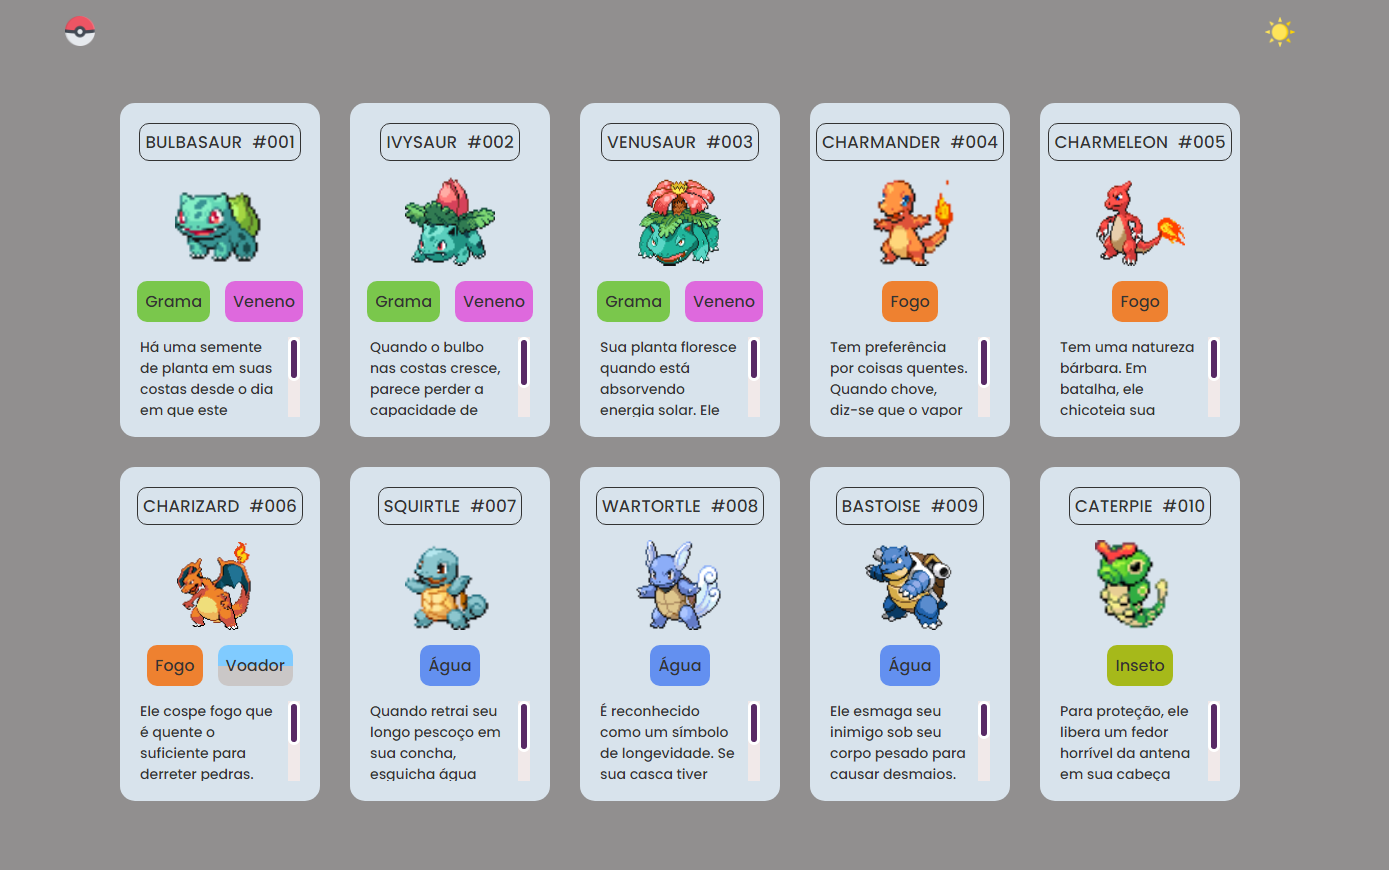 BULBASAUR #001
Grama Veneno
Há uma semente
de planta em suas
costas desde o dia
em que este
IVYSAUR #002
Grama Veneno
Quando o bulbo
nas costas cresce,
parece perder a
capacidade de
VENUSAUR #003
Grama Veneno
Sua planta floresce
quando está
absorvendo
energia solar. Ele
CHARMANDER #004
Fogo
Tem preferência
por coisas quentes.
Quando chove,
diz-se que o vapor
CHARMELEON #005
Fogo
Tem uma natureza
bárbara. Em
batalha, ele
chicoteia sua
CHARIZARD #006
Fogo Voador
Ele cospe fogo que
é quente o
suficiente para
derreter pedras.
SQUIRTLE #007
Água
Quando retrai seu
longo pescoço em
sua concha,
esguicha água
WARTORTLE #008
Água
É reconhecido
como um símbolo
de longevidade. Se
sua casca tiver
BASTOISE #009
Água
Ele esmaga seu
inimigo sob seu
corpo pesado para
causar desmaios.
CATERPIE #010
Inseto
Para proteção, ele
libera um fedor
horrível da antena
em sua cabeça